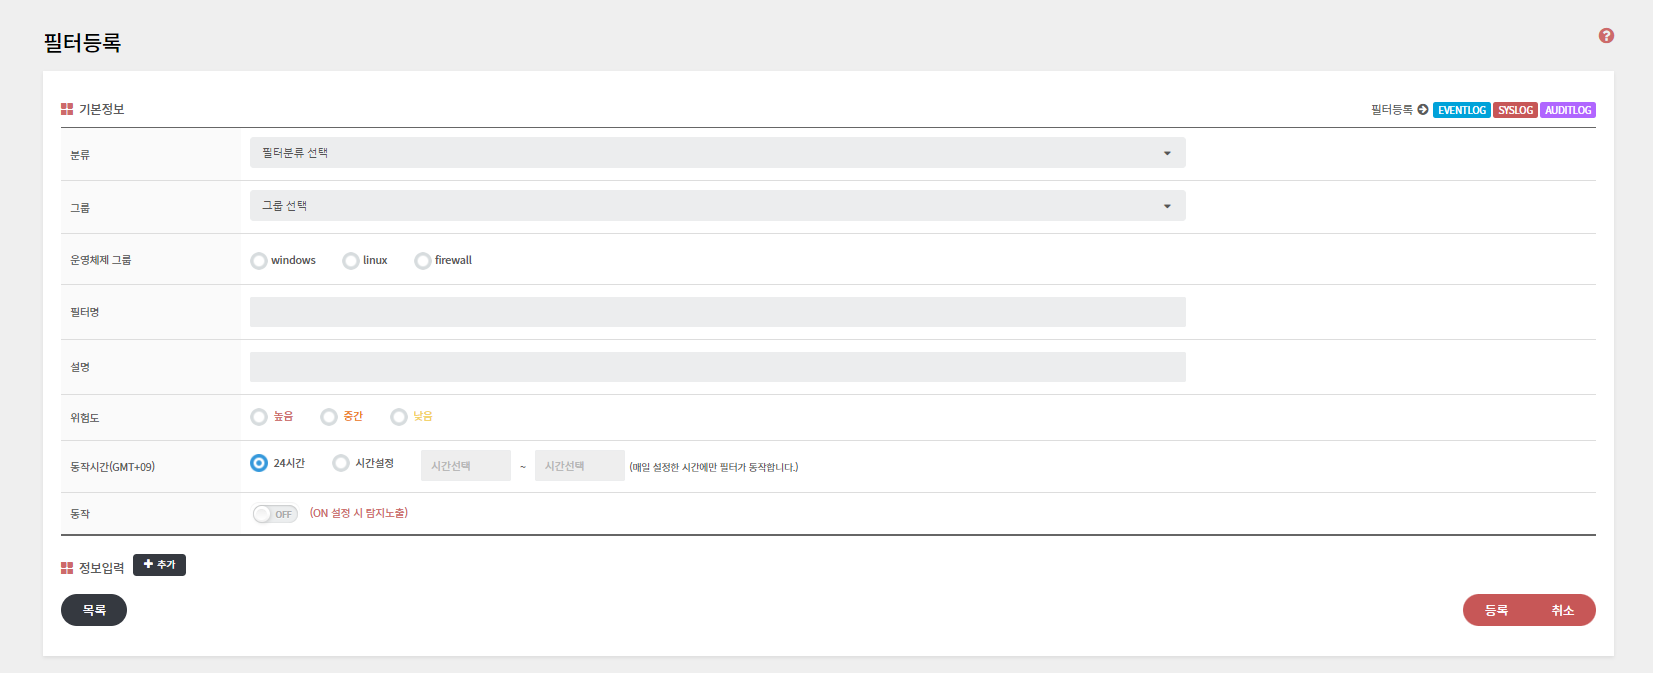 필터등록
기본정보
필터등록 EVENTLOG SYSLOG AUDITLOG
분류 필터분류 선택
그룹 그룹 선택
운영체제 그룹 windows linux firewall
필터명
설명
위험도 높음 중간 낮음
동작시간(GMT+09) 24시간 시간설정 시간선택 ~ 시간선택 (매일 설정한 시간에만 필터가 동작합니다.)
동작 OFF (ON 설정 시 탐지노출)
정보입력 추가
목록 등록 취소